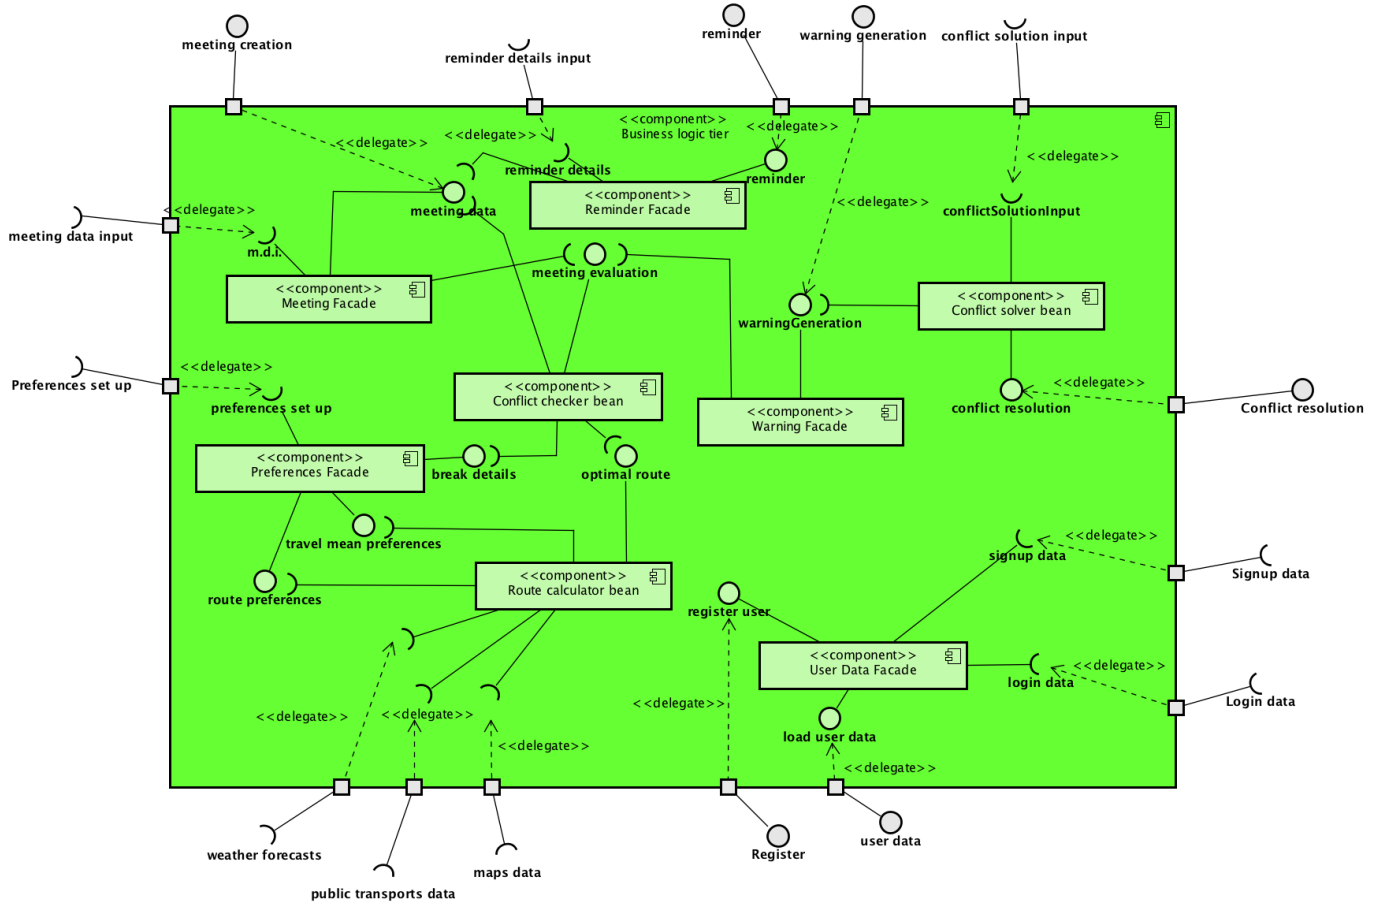 reminder
warning generation
conflict solution input
meeting creation
reminder details input
<<component>>
Business logic tier
<<delegate>>
<<delegate>>
<<delegate>>
<<delegate>>
reminder details
reminder
<<component>>
Reminder Facade
<<delegate>>
<<delegate>>
meeting data
conflictSolutionInput
meeting data input
m.d.i.
meeting evaluation
<<component>>
Meeting Facade
<<component>>
Conflict solver bean
warningGeneration
<<delegate>>
Preferences set up
preferences set up
<<component>>
Conflict checker bean
<<delegate>>
conflict resolution
Conflict resolution
<<component>>
Warning Facade
<<component>>
Preferences Facade
break details
optimal route
travel mean preferences
<<delegate>>
signup data
Signup data
<<component>>
Route calculator bean
route preferences
register user
<<component>>
User Data Facade
<<delegate>>
login data
Login data
<<delegate>>
<<delegate>>
<<delegate>>
<<delegate>>
load user data
<<delegate>>
weather forecasts
public transports data
maps data
Register
user data